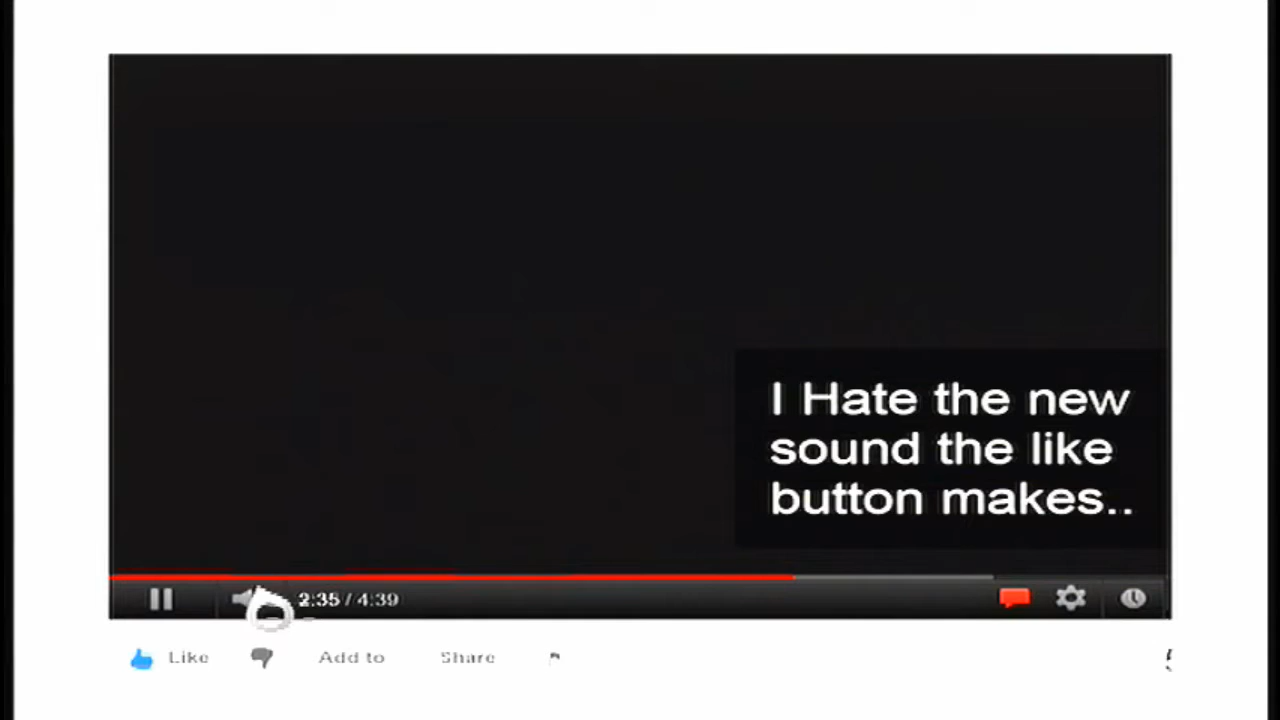 I Hate the new
sound the like
button makes..
2:35 / 4:39
Like Add to Share